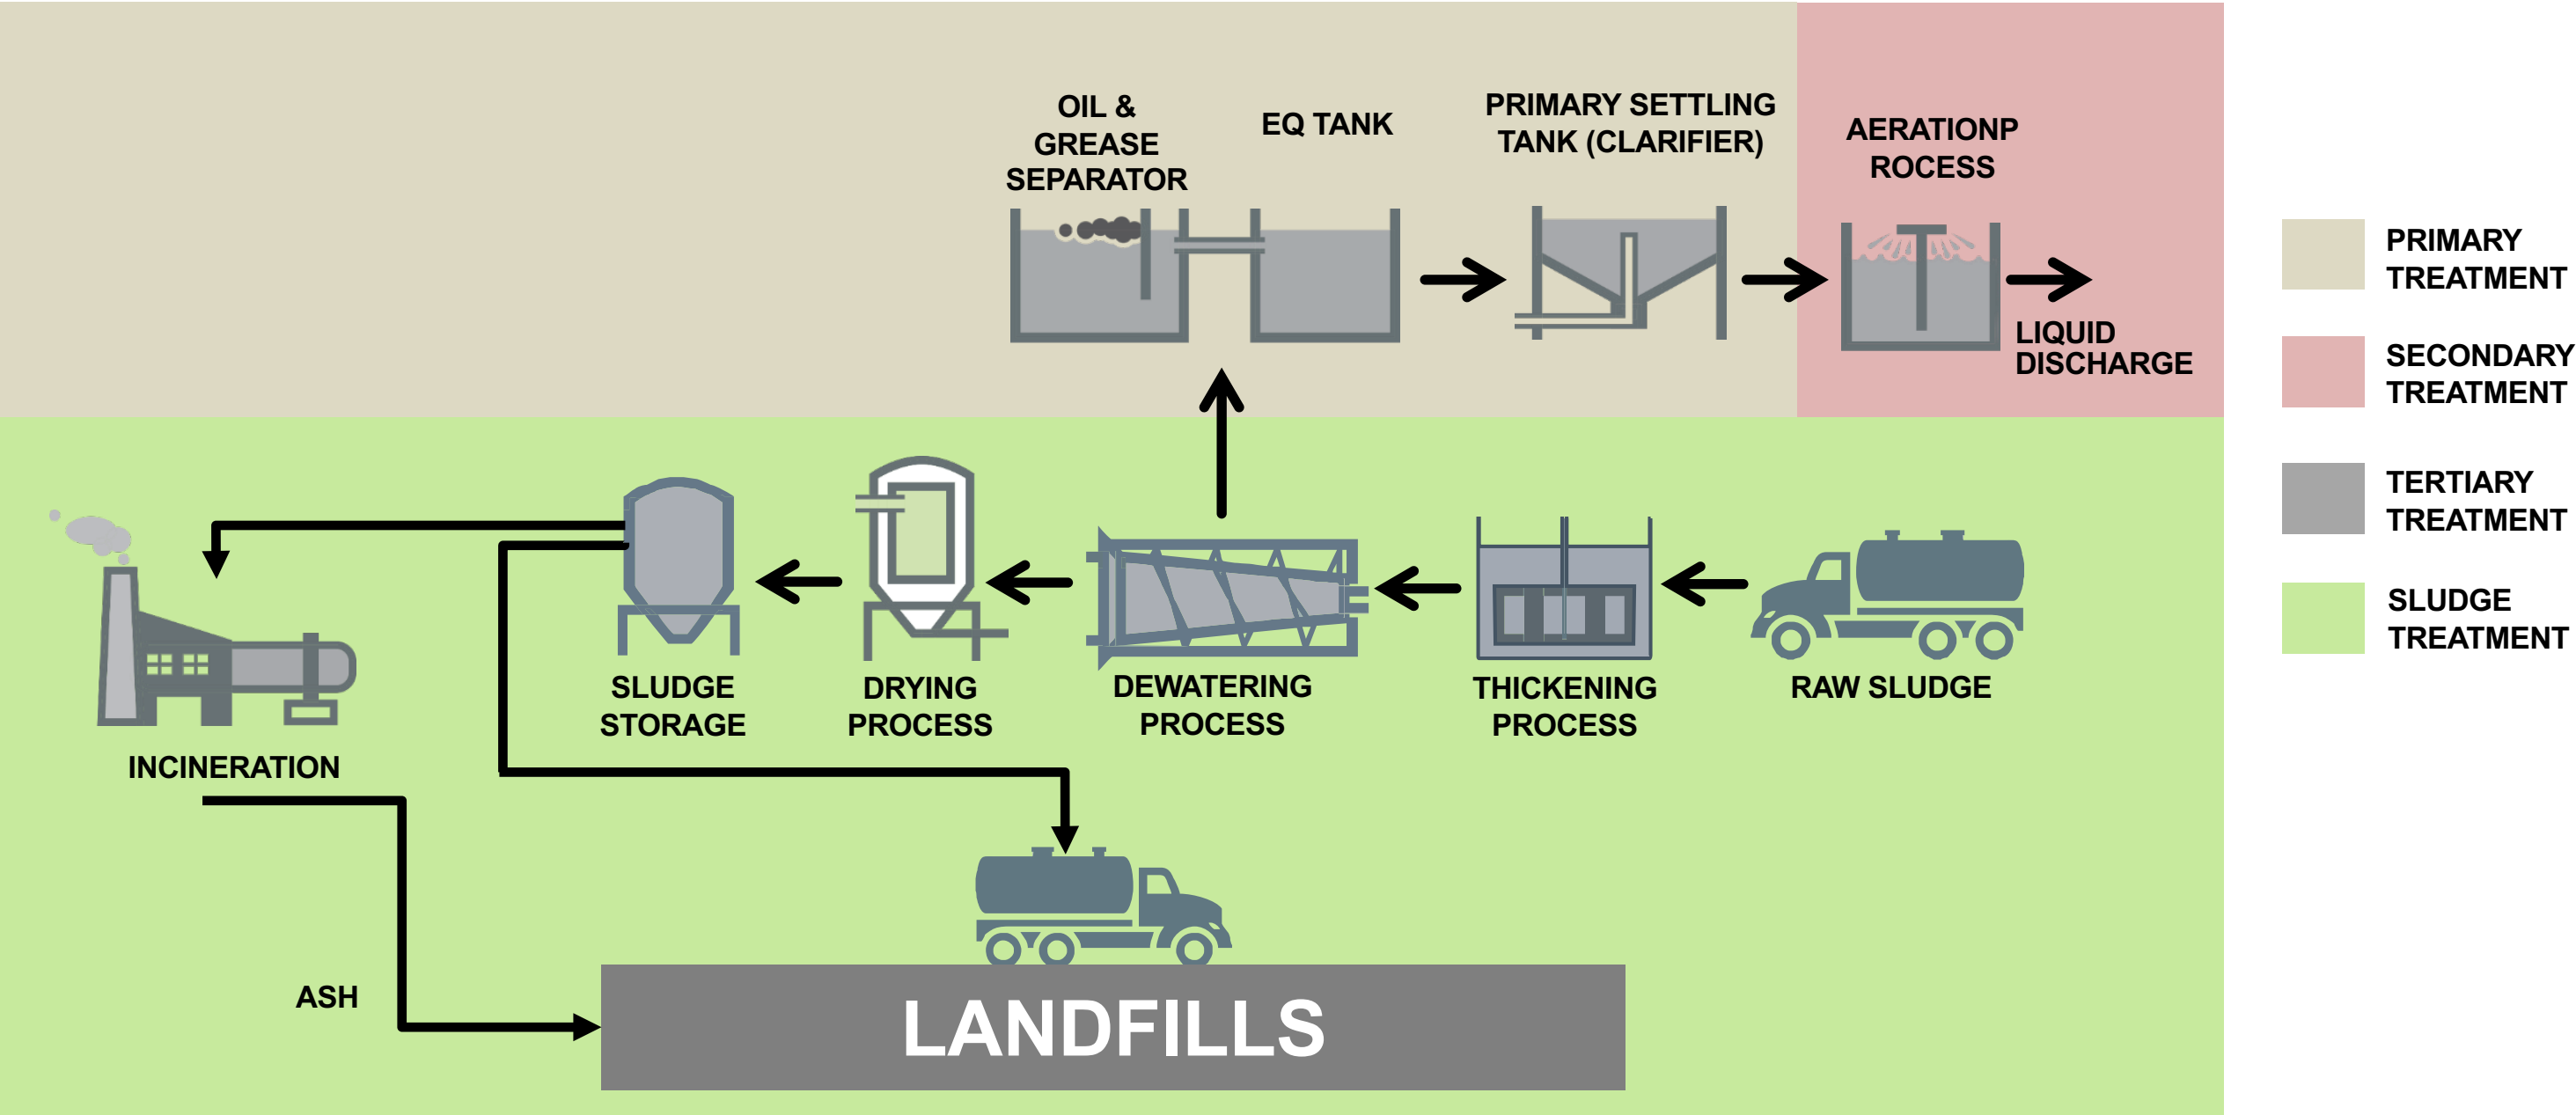 OIL &
GREASE
SEPARATOR
EQ TANK
PRIMARY SETTLING
TANK (CLARIFIER)
AERATIONP
ROCESS
LIQUID
DISCHARGE
PRIMARY
TREATMENT
SECONDARY
TREATMENT
TERTIARY
TREATMENT
SLUDGE
TREATMENT
INCINERATION
SLUDGE
STORAGE
DRYING
PROCESS
DEWATERING
PROCESS
THICKENING
PROCESS
RAW SLUDGE
ASH
LANDFILLS